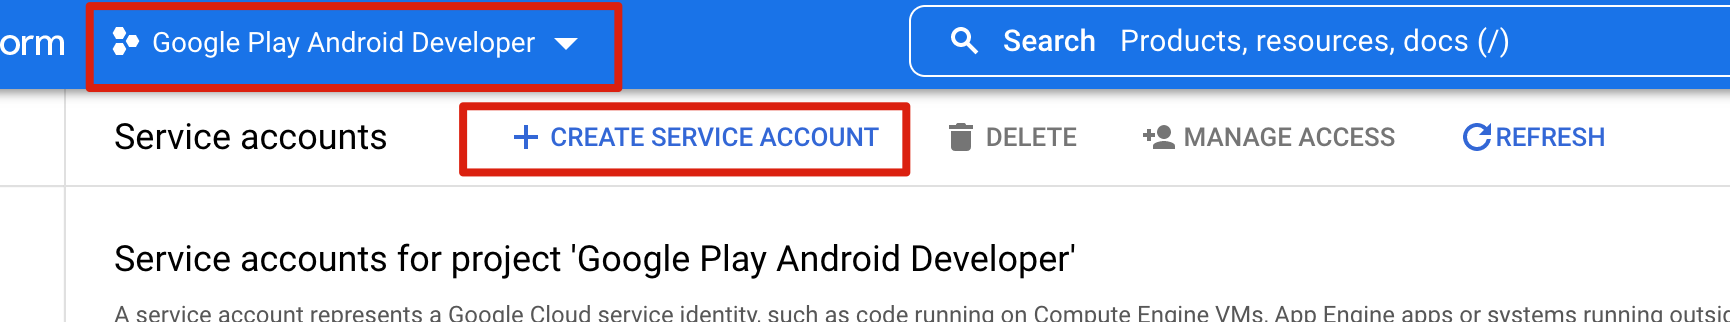 orm Google Play Android Developer Search Products, resources, docs (/)
Service accounts + CREATE SERVICE ACCOUNT DELETE MANAGE ACCESS REFRESH
Service accounts for project 'Google Play Android Developer'
A service account represents a Google Cloud service identity, such as code running on Compute Engine VMs, App Engine apps or systems running outsid